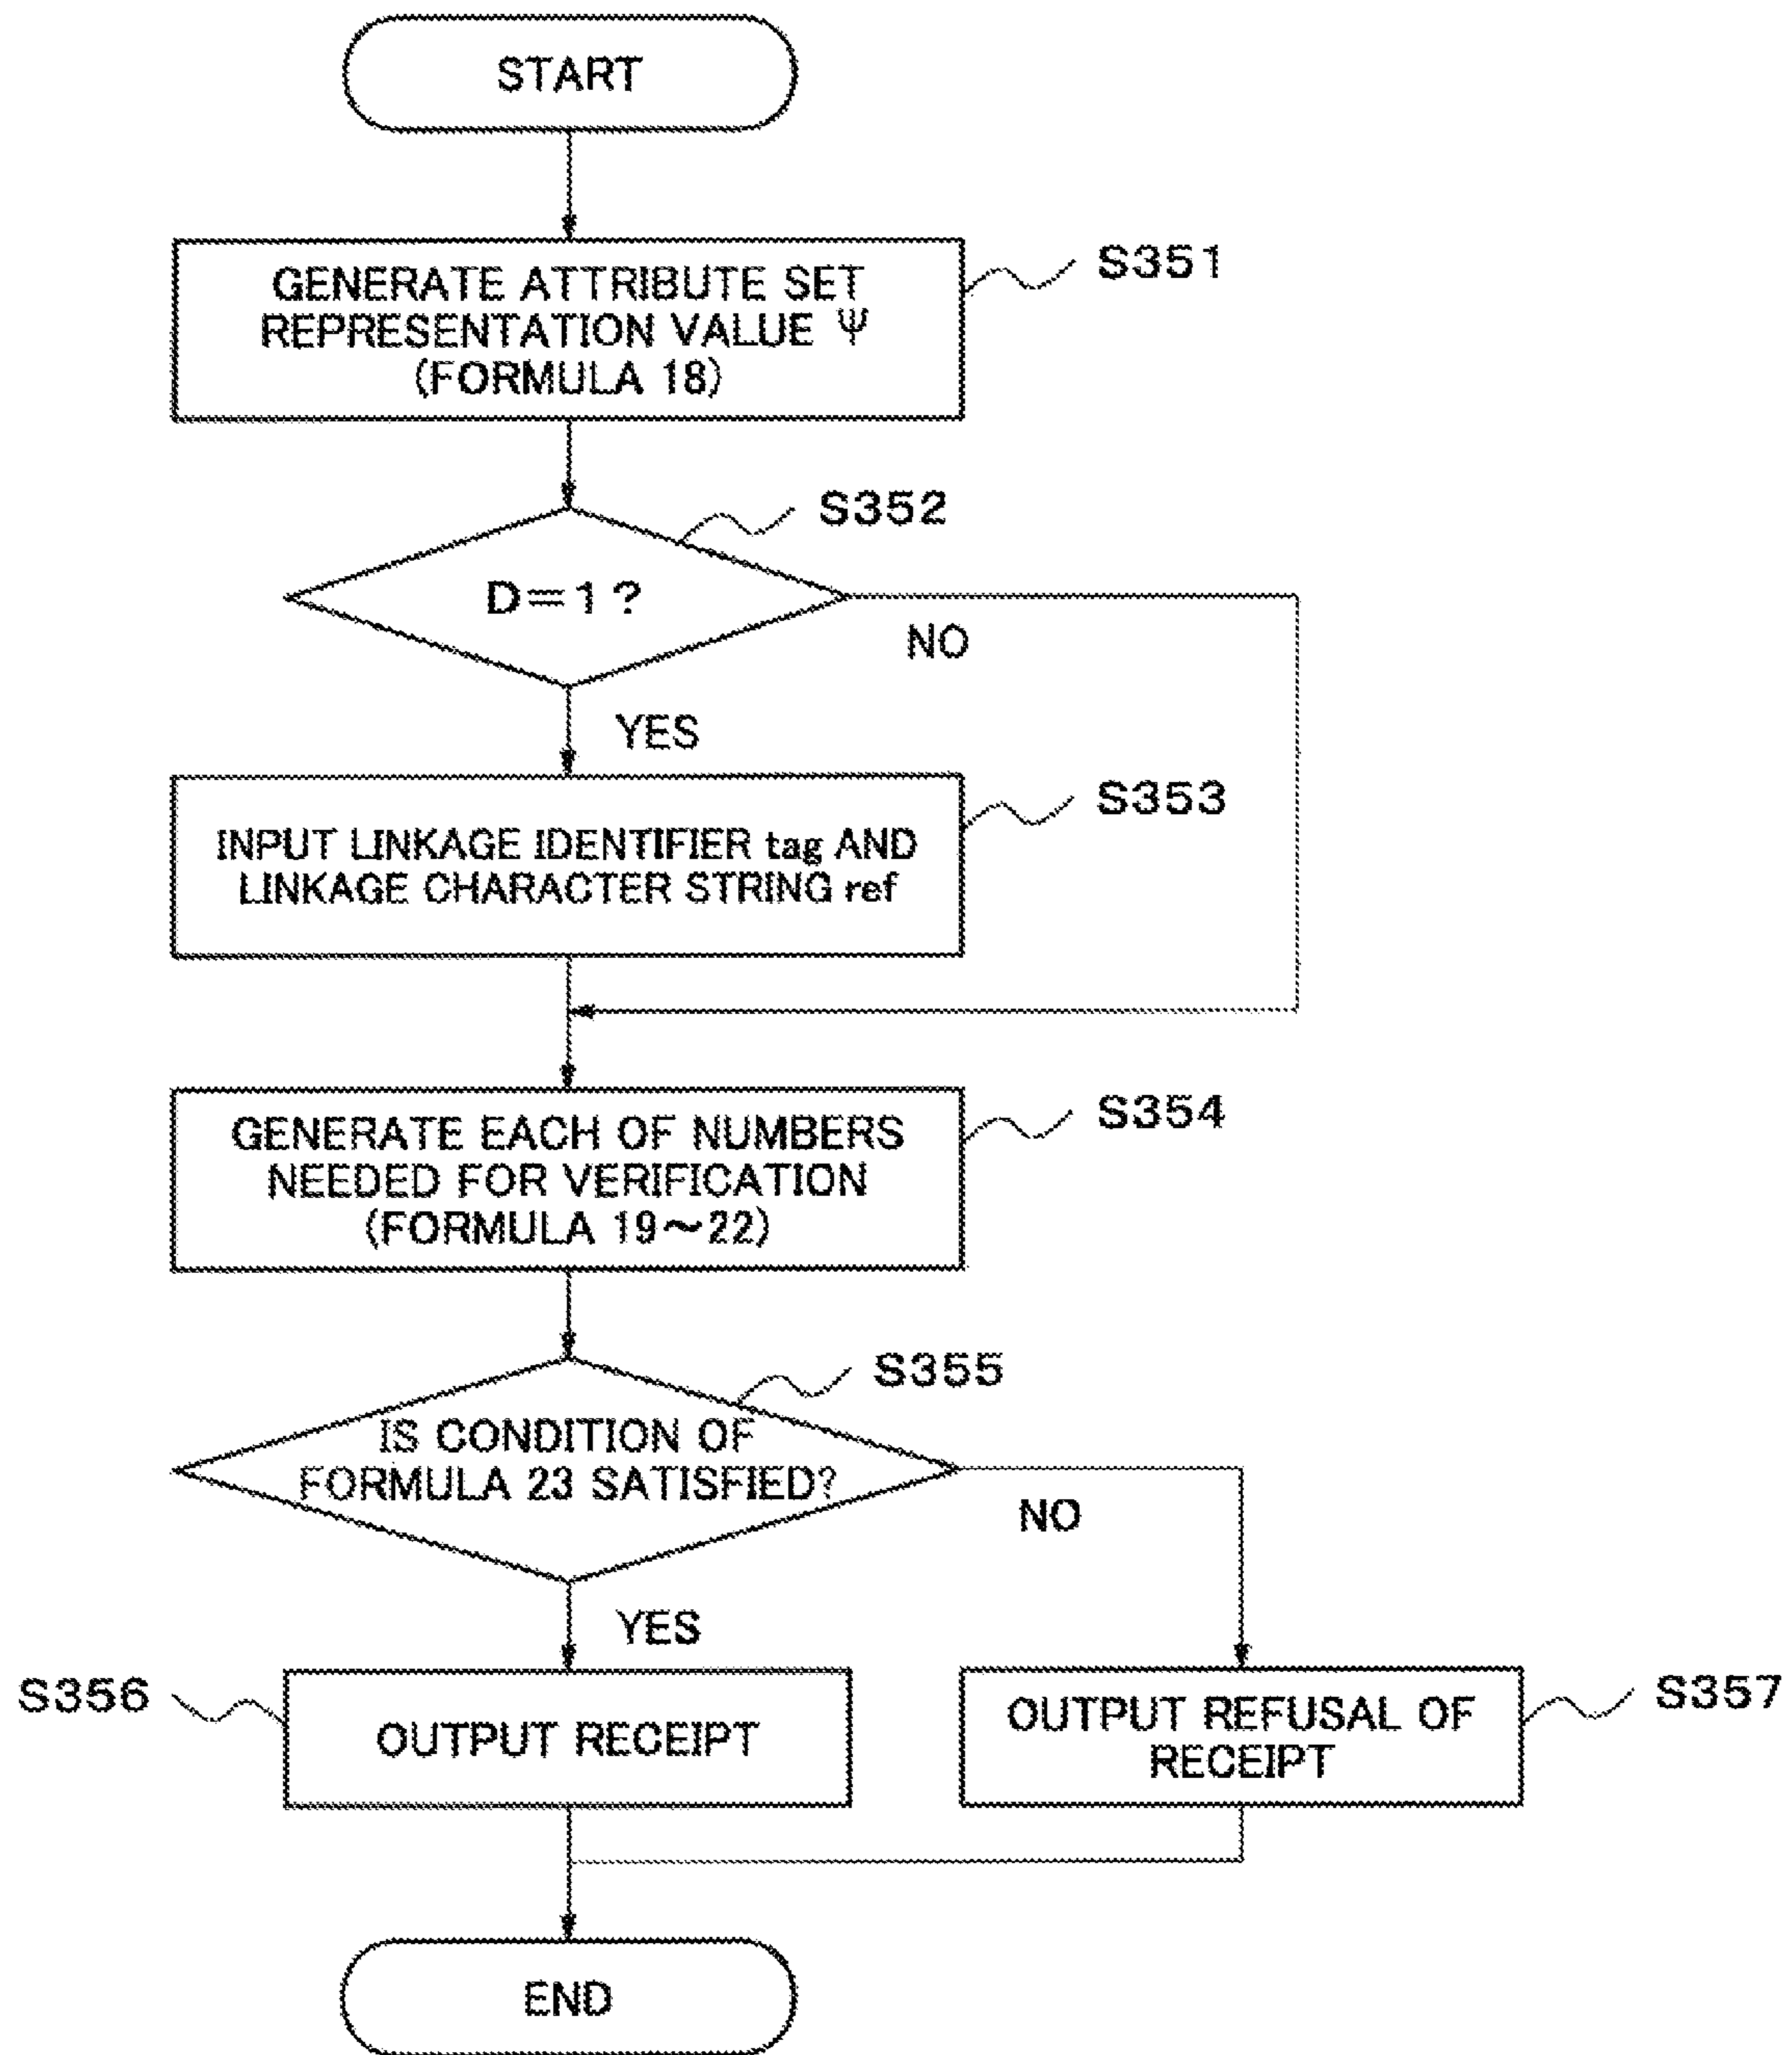 START
S351
GENERATE ATTRIBUTE SET
REPRESENTATION VALUE Ψ
(FORMULA 18)
S352
D=1?
NO
YES
S353
INPUT LINKAGE IDENTIFIER tag AND
LINKAGE CHARACTER STRING ref
S354
GENERATE EACH OF NUMBERS
NEEDED FOR VERIFICATION
(FORMULA 19~22)
S355
IS CONDITION OF
FORMULA 23 SATISFIED?
NO
YES
S356
OUTPUT RECEIPT
S357
OUTPUT REFUSAL OF
RECEIPT
END